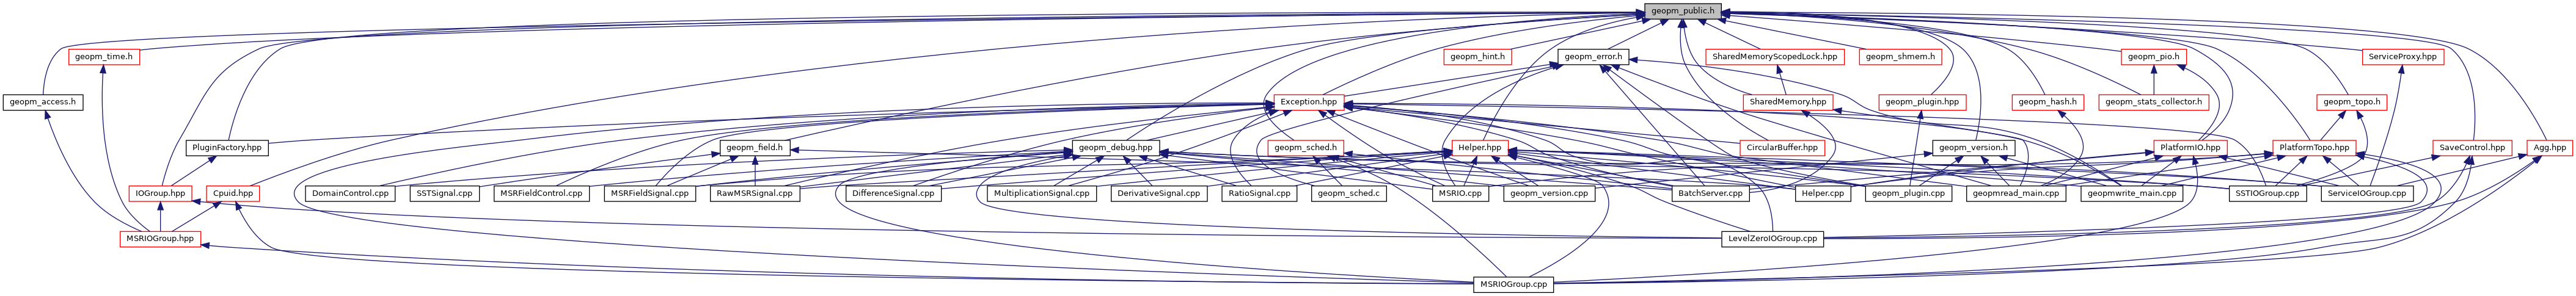 geopm_public.h
geopm_time.h
geopm_hint.h
geopm_error.h
SharedMemoryScopedLock.hpp
geopm_shmem.h
geopm_pio.h
ServiceProxy.hpp
geopm_access.h
Exception.hpp
SharedMemory.hpp
geopm_plugin.hpp
geopm_hash.h
geopm_stats_collector.h
geopm_topo.h
PluginFactory.hpp
geopm_field.h
geopm_debug.hpp
geopm_sched.h
Helper.hpp
CircularBuffer.hpp
geopm_version.h
PlatformIO.hpp
PlatformTopo.hpp
SaveControl.hpp
Agg.hpp
IOGroup.hpp
Cpuid.hpp
DomainControl.cpp
SSTSignal.cpp
MSRFieldControl.cpp
MSRFieldSignal.cpp
RawMSRSignal.cpp
DifferenceSignal.cpp
MultiplicationSignal.cpp
DerivativeSignal.cpp
RatioSignal.cpp
geopm_sched.c
MSRIO.cpp
geopm_version.cpp
BatchServer.cpp
Helper.cpp
geopm_plugin.cpp
geopmread_main.cpp
geopmwrite_main.cpp
SSTIOGroup.cpp
ServiceIOGroup.cpp
MSRIOGroup.hpp
LevelZeroIOGroup.cpp
MSRIOGroup.cpp